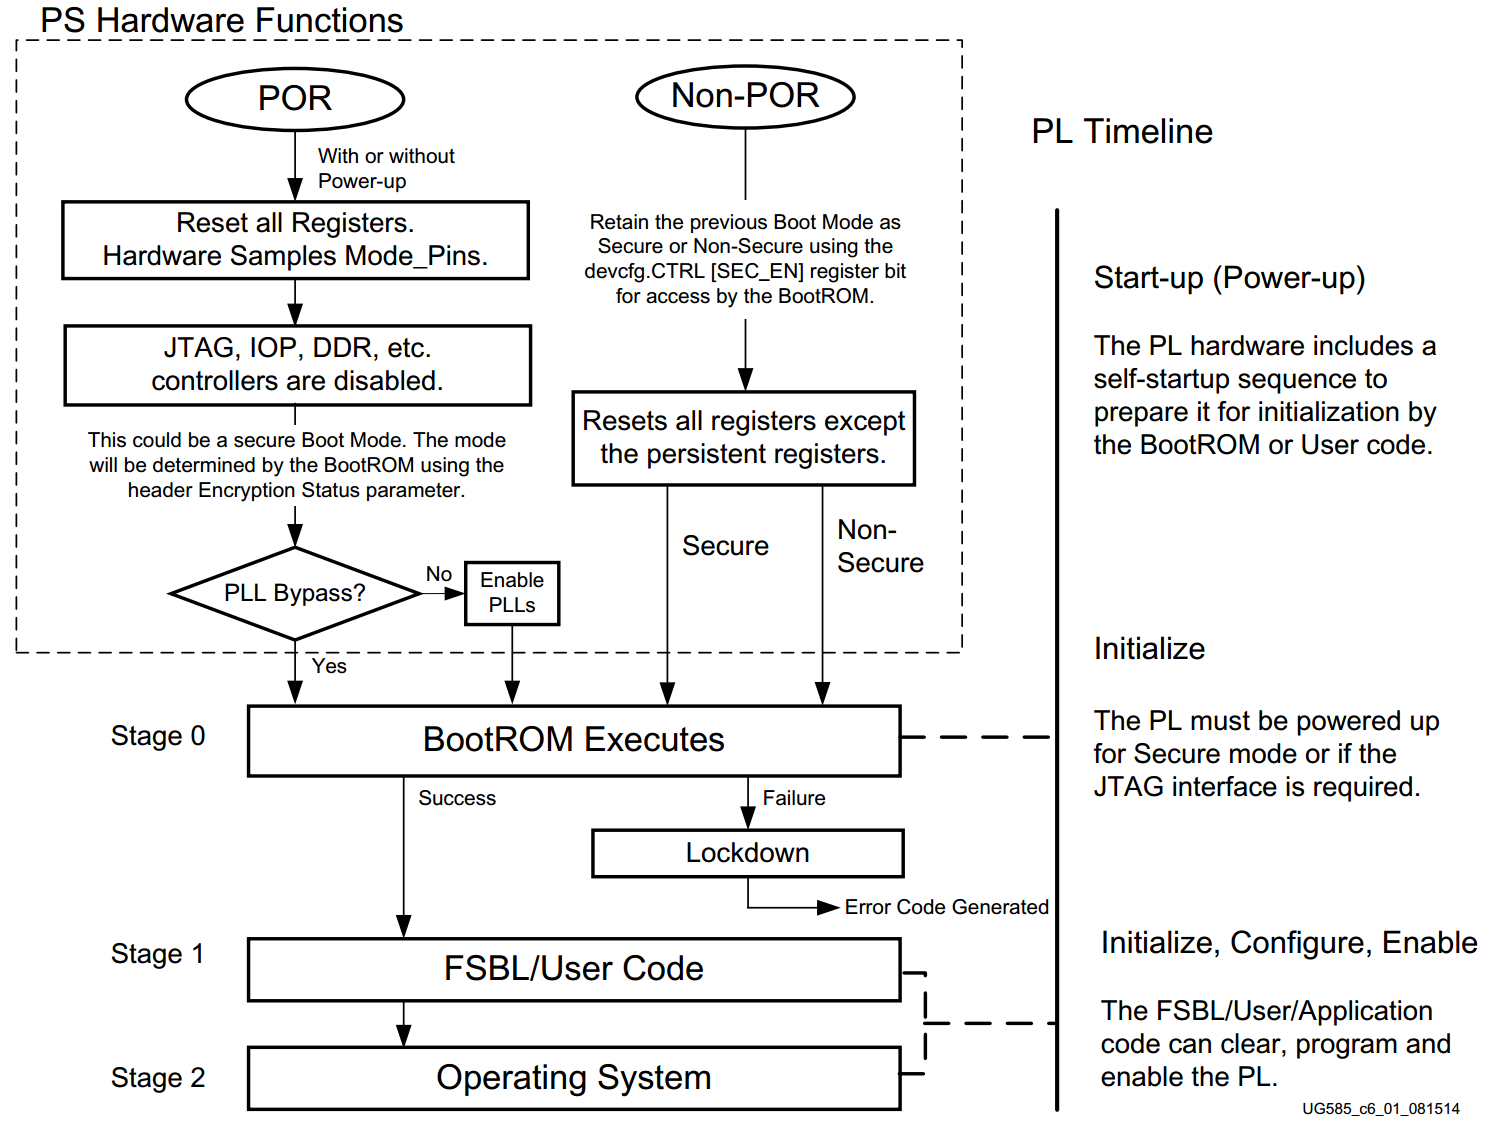 PS Hardware Functions
POR
Non-POR
With or without
Power-up
Reset all Registers.
Hardware Samples Mode_Pins.
JTAG, IOP, DDR, etc.
controllers are disabled.
This could be a secure Boot Mode. The mode
will be determined by the BootROM using the
header Encryption Status parameter.
PLL Bypass?
No
Enable
PLLs
Yes
Retain the previous Boot Mode as
Secure or Non-Secure using the
devcfg.CTRL [SEC_EN] register bit
for access by the BootROM.
Resets all registers except
the persistent registers.
Secure
Non-
Secure
Stage 0
BootROM Executes
Success
Failure
Lockdown
Error Code Generated
Stage 1
FSBL/User Code
Stage 2
Operating System
PL Timeline
Start-up (Power-up)
The PL hardware includes a
self-startup sequence to
prepare it for initialization by
the BootROM or User code.
Initialize
The PL must be powered up
for Secure mode or if the
JTAG interface is required.
Initialize, Configure, Enable
The FSBL/User/Application
code can clear, program and
enable the PL.
UG585_c6_01_081514